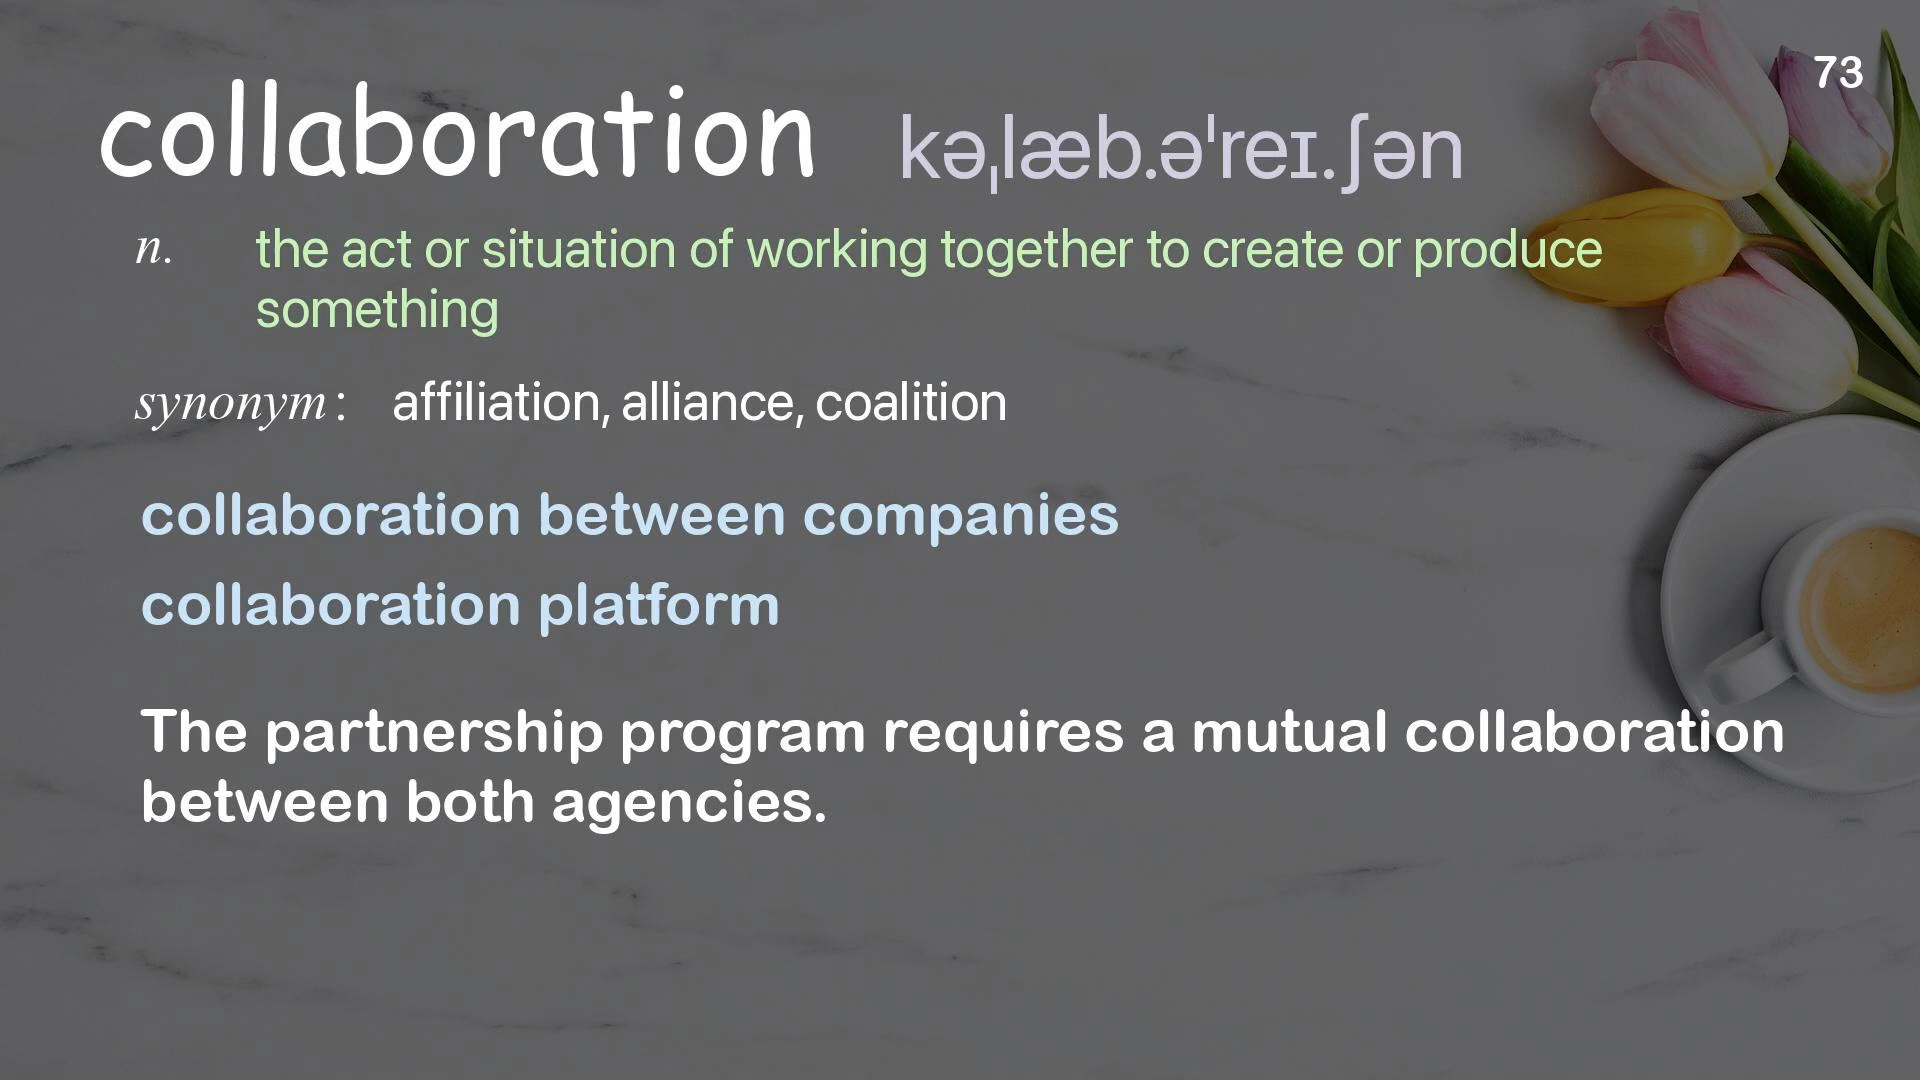 73
collaboration kəˌlæb.əˈreɪ.ʃən
n. the act or situation of working together to create or produce
something
synonym: affiliation, alliance, coalition
collaboration between companies
collaboration platform
The partnership program requires a mutual collaboration
between both agencies.